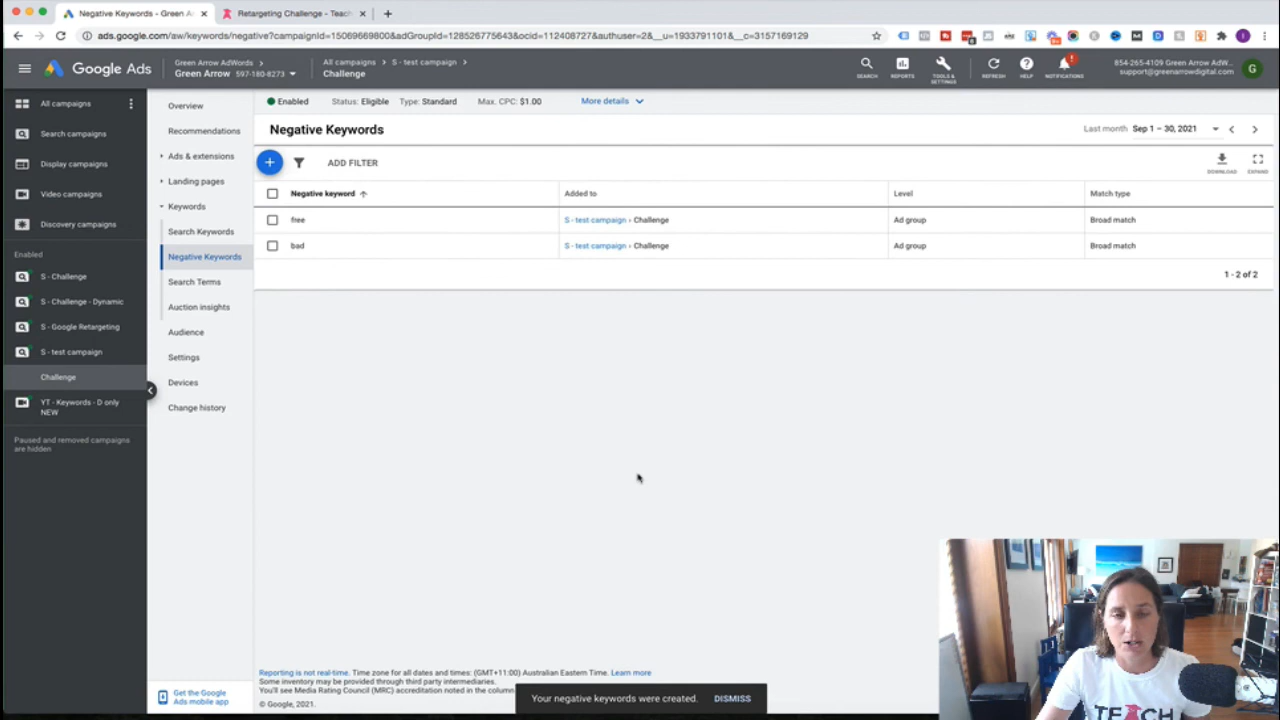 Negative Keywords - Green A
Retargeting Challenge - Teach
ads.google.com/aw/keywords/negative?campaignId=15069669800&adGroupId=128526775643&ocid=112408727&authuser=2&__u=1933791101&__c=3157169129
Google Ads
Green Arrow AdWords
Green Arrow 597-180-8273
All campaigns > S - test campaign >
Challenge
SEARCH
REPORTS
TOOLS & SETTINGS
REFRESH
HELP
NOTIFICATIONS
854-265-4109 Green Arrow AdW...
support@greenarrowdigital.com
G
All campaigns
Search campaigns
Display campaigns
Video campaigns
Discovery campaigns
Enabled
S - Challenge
S - Challenge - Dynamic
S - Google Retargeting
S - test campaign
Challenge
YT - Keywords - D only
NEW
Paused and removed campaigns
are hidden
Overview
Recommendations
Ads & extensions
Landing pages
Keywords
Search Keywords
Negative Keywords
Search Terms
Auction insights
Audience
Settings
Devices
Change history
Get the Google
Ads mobile app
Enabled Status: Eligible Type: Standard Max. CPC: $1.00 More details
Negative Keywords
Last month Sep 1 – 30, 2021
ADD FILTER
DOWNLOAD
EXPAND
Negative keyword Added to Level Match type
free S - test campaign › Challenge Ad group Broad match
bad S - test campaign › Challenge Ad group Broad match
1 - 2 of 2
Reporting is not real-time. Time zone for all dates and times: (GMT+11:00) Australian Eastern Time. Learn more
Some inventory may be provided through third party intermediaries.
You'll see Media Rating Council (MRC) accreditation noted in the column
© Google, 2021.
Your negative keywords were created. DISMISS
TEACH